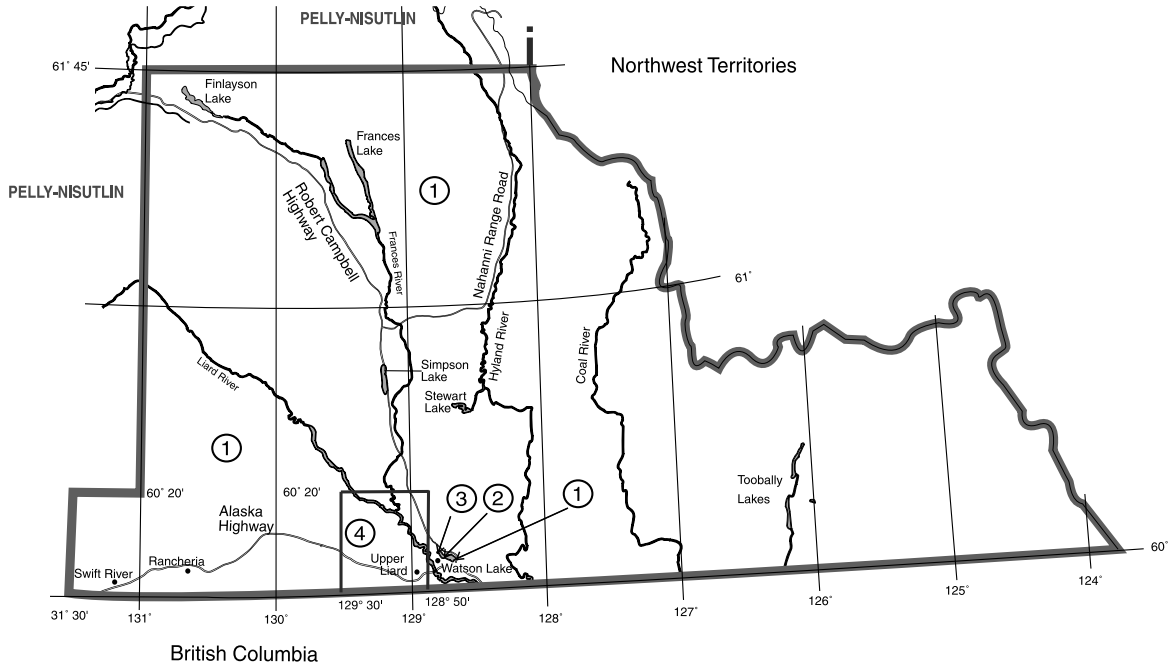 PELLY-NISUTLIN
i
61° 45'
Northwest Territories
Finlayson
Lake
Frances
Lake
PELLY-NISUTLIN
1
Robert Campbell
Highway
Nahanni Range Road
Frances River
61°
Hyland River
Coal River
Liard River
Simpson
Lake
Stewart
Lake
1
Toobally
Lakes
60° 20'
60° 20'
3
2
1
Alaska
Highway
4
60°
Rancheria
Upper
Liard
Watson Lake
Swift River
31° 30'
131°
130°
129° 30'
129°
128° 50'
128°
127°
126°
125°
124°
British Columbia